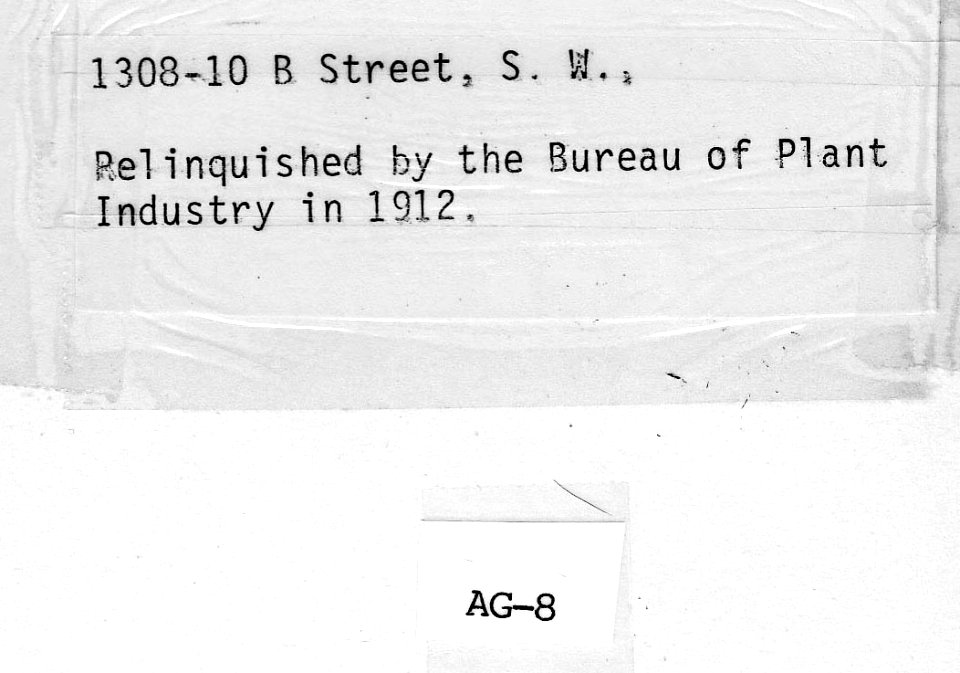 1308-10 B Street, S. W.,
Relinquished by the Bureau of Plant
Industry in 1912.
AG-8